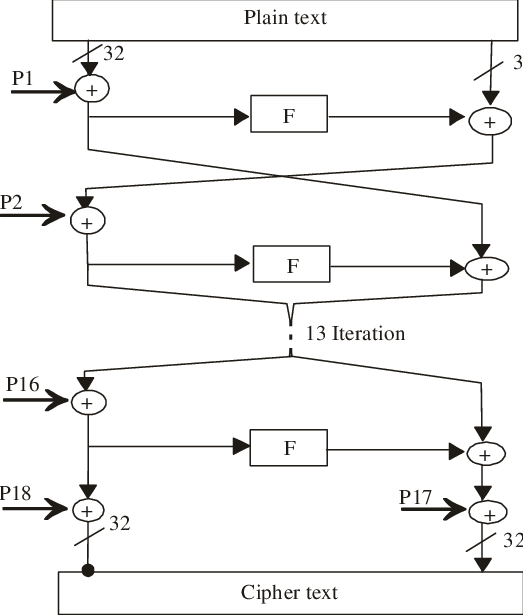 Plain text
32
3
P1
+
F
+
P2
+
F
+
13 Iteration
P16
+
F
+
P18
+
32
P17
+
32
Cipher text